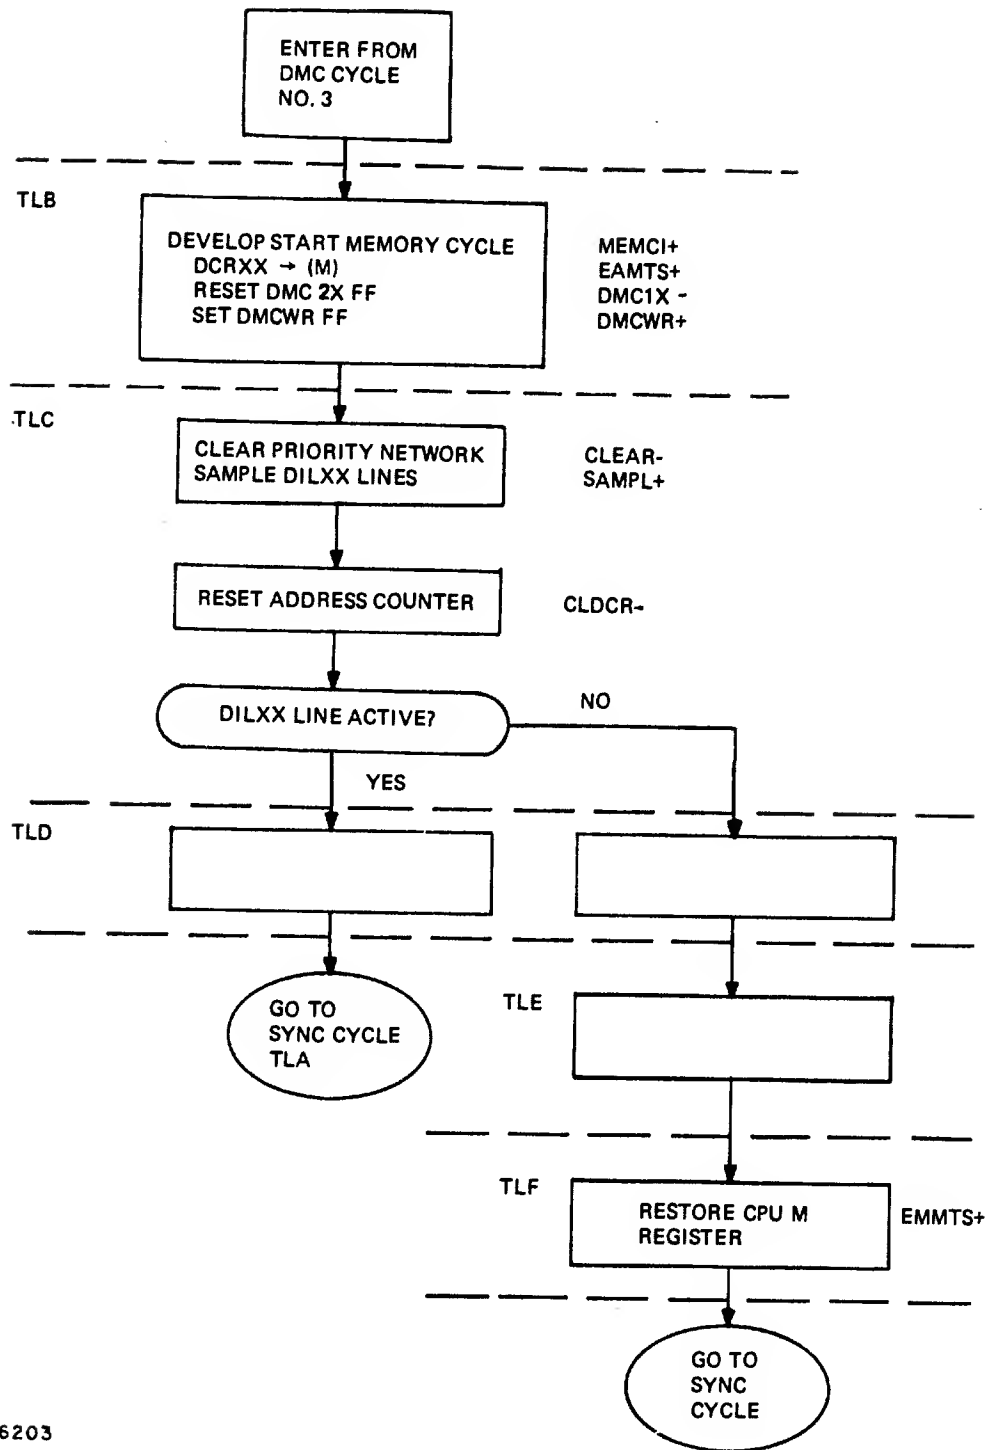 ENTER FROM
DMC CYCLE
NO. 3
TLB
DEVELOP START MEMORY CYCLE
DCRXX → (M)
RESET DMC 2X FF
SET DMCWR FF
MEMCI+
EAMTS+
DMC1X -
DMCWR+
TLC
CLEAR PRIORITY NETWORK
SAMPLE DILXX LINES
CLEAR-
SAMPL+
RESET ADDRESS COUNTER
CLDCR-
DILXX LINE ACTIVE?
NO
YES
TLD
GO TO
SYNC CYCLE
TLA
TLE
TLF
RESTORE CPU M
REGISTER
EMMTS+
GO TO
SYNC
CYCLE
6203